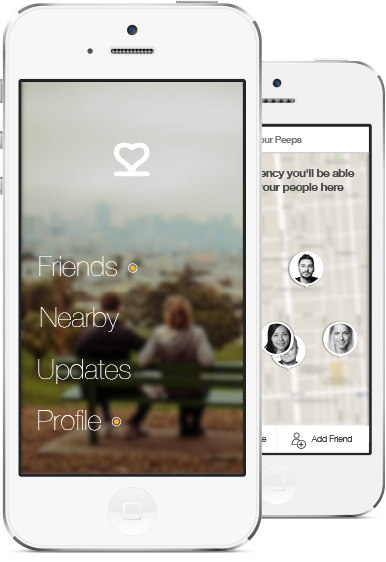 Friends
Nearby
Updates
Profile
our Peeps
ency you'll be able
your people here
e
Add Friend